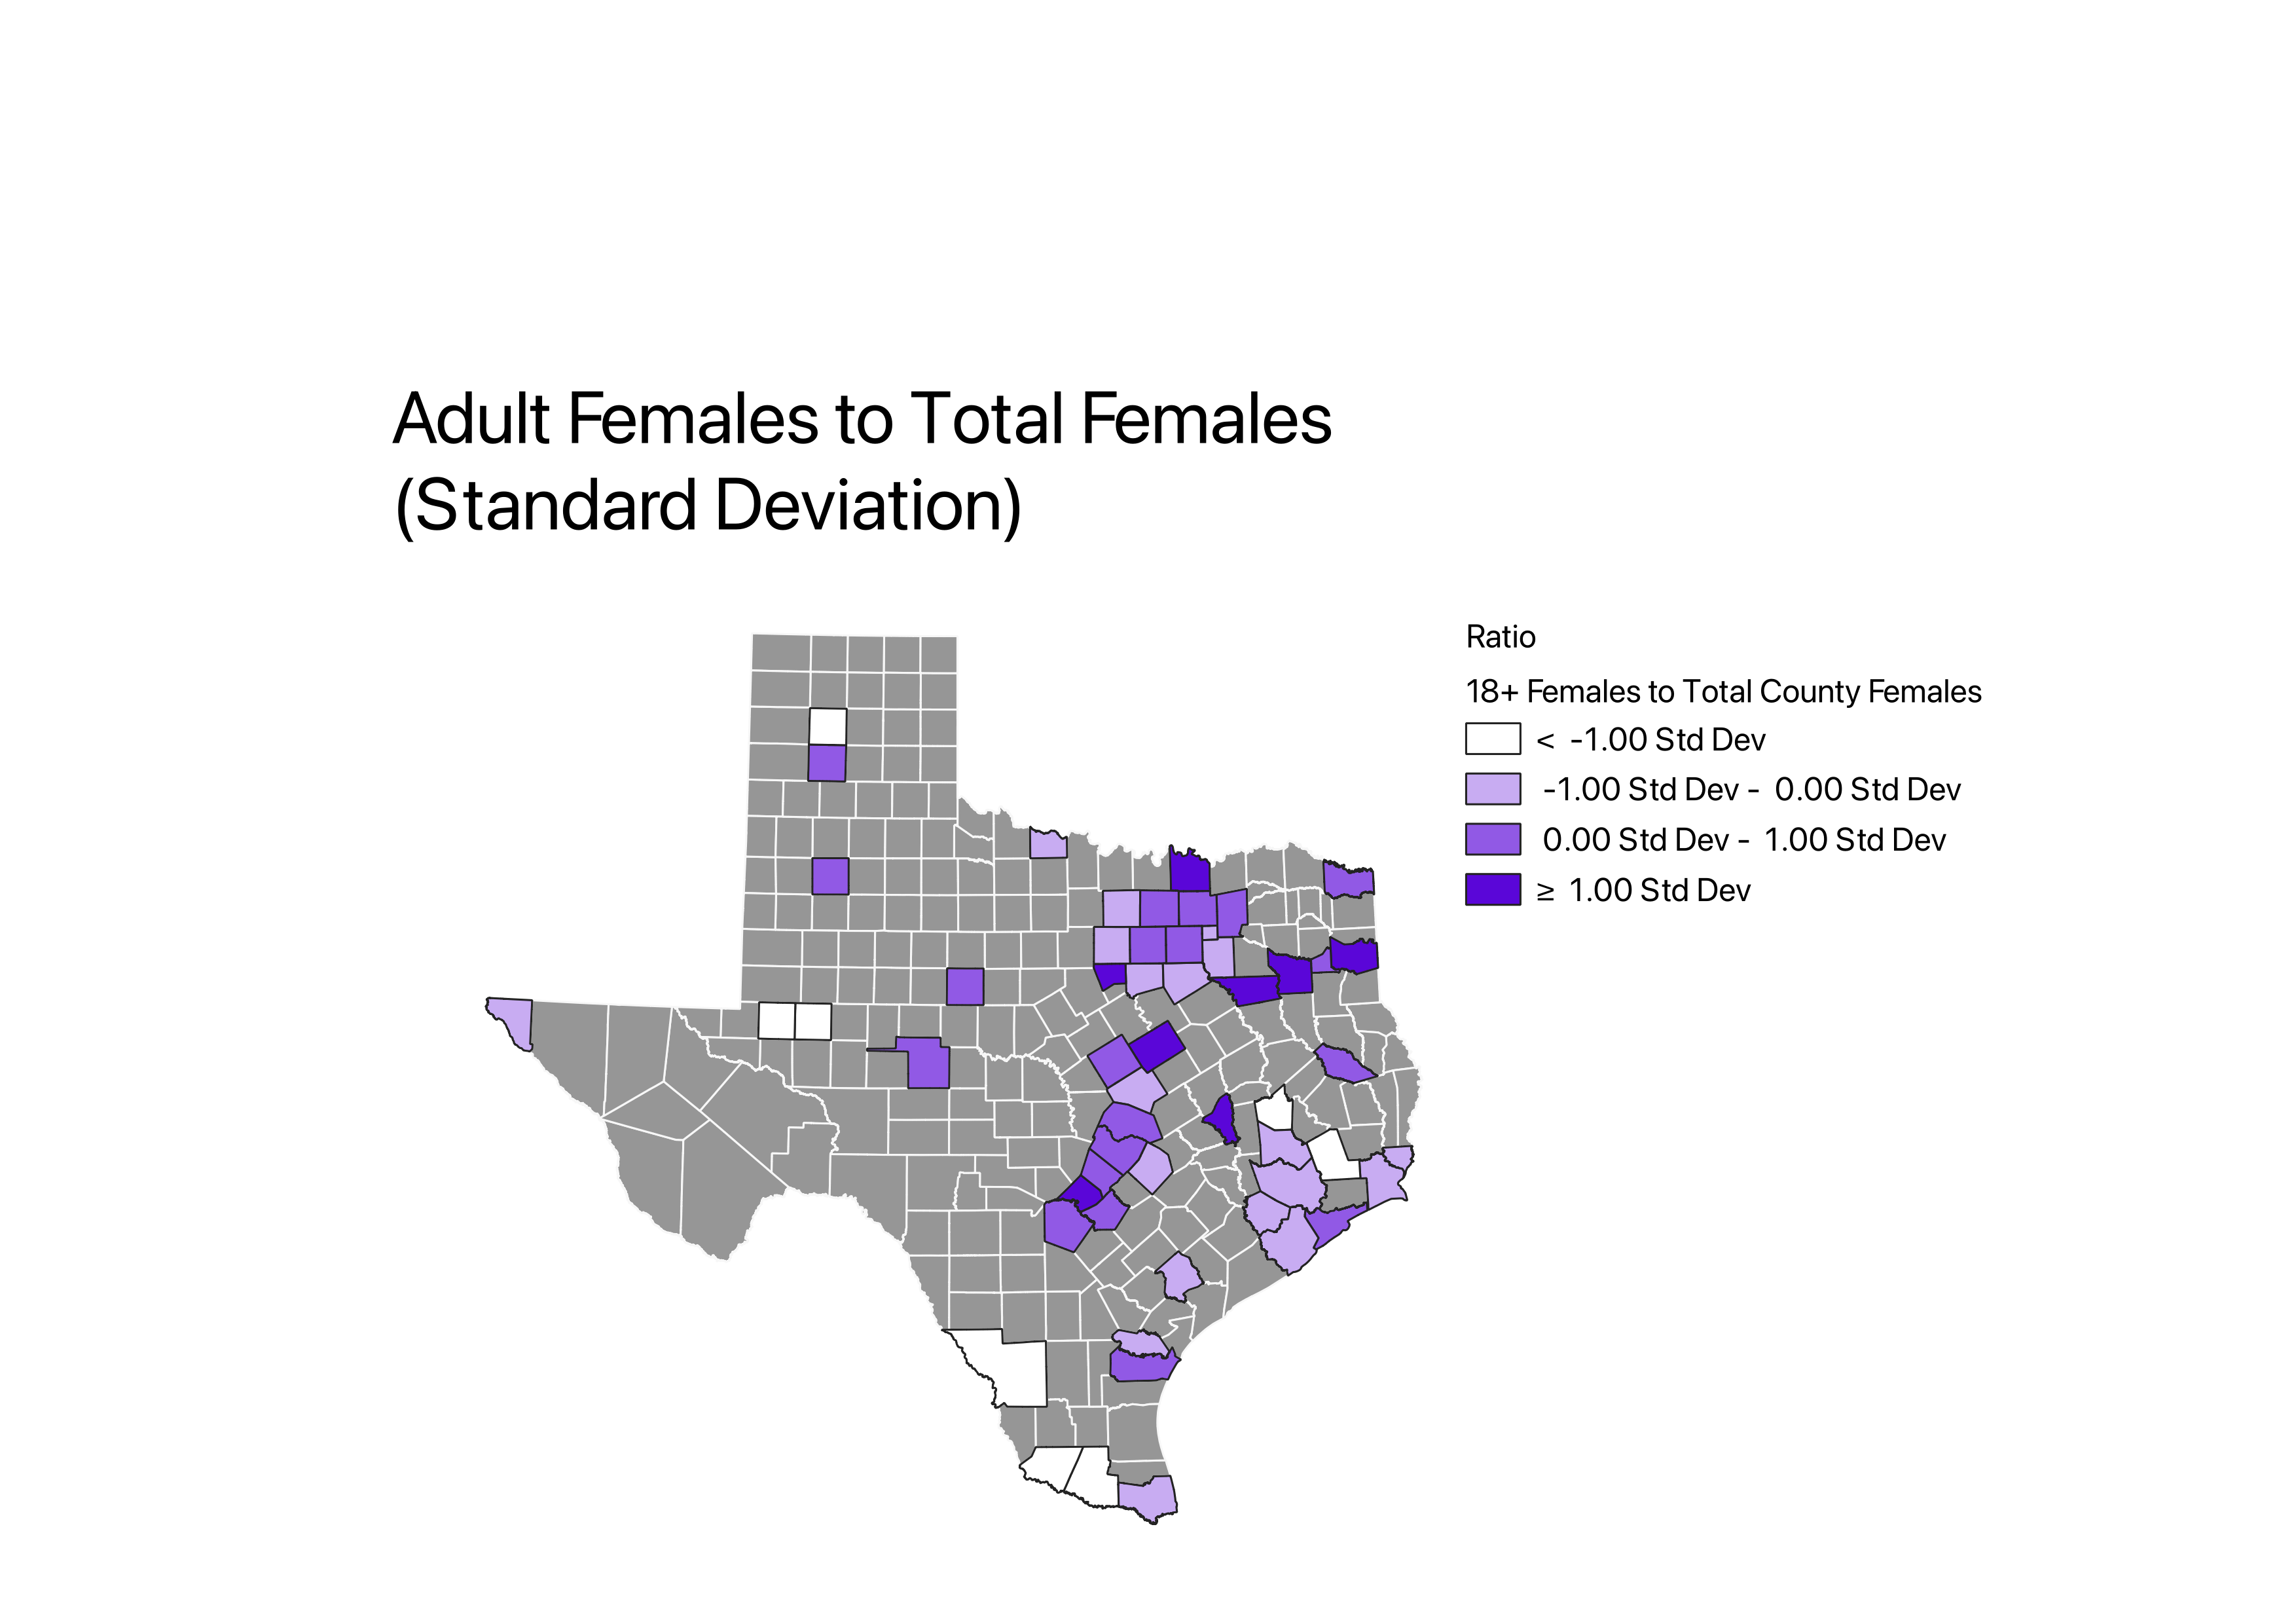 Adult Females to Total Females
(Standard Deviation)
Ratio
18+ Females to Total County Females
< -1.00 Std Dev
-1.00 Std Dev - 0.00 Std Dev
0.00 Std Dev - 1.00 Std Dev
≥ 1.00 Std Dev